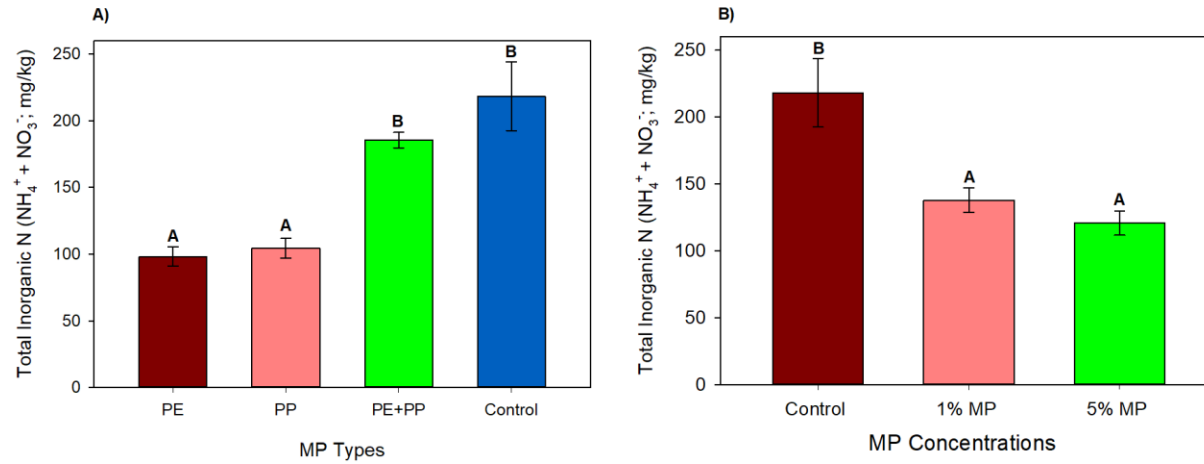 A)
Total Inorganic N (NH₄⁺ + NO₃⁻; mg/kg)
250
200
150
100
50
0
A
A
B
B
PE
PP
PE+PP
Control
MP Types
B)
Total Inorganic N (NH₄⁺ + NO₃⁻; mg/kg)
250
200
150
100
50
0
B
A
A
Control
1% MP
5% MP
MP Concentrations